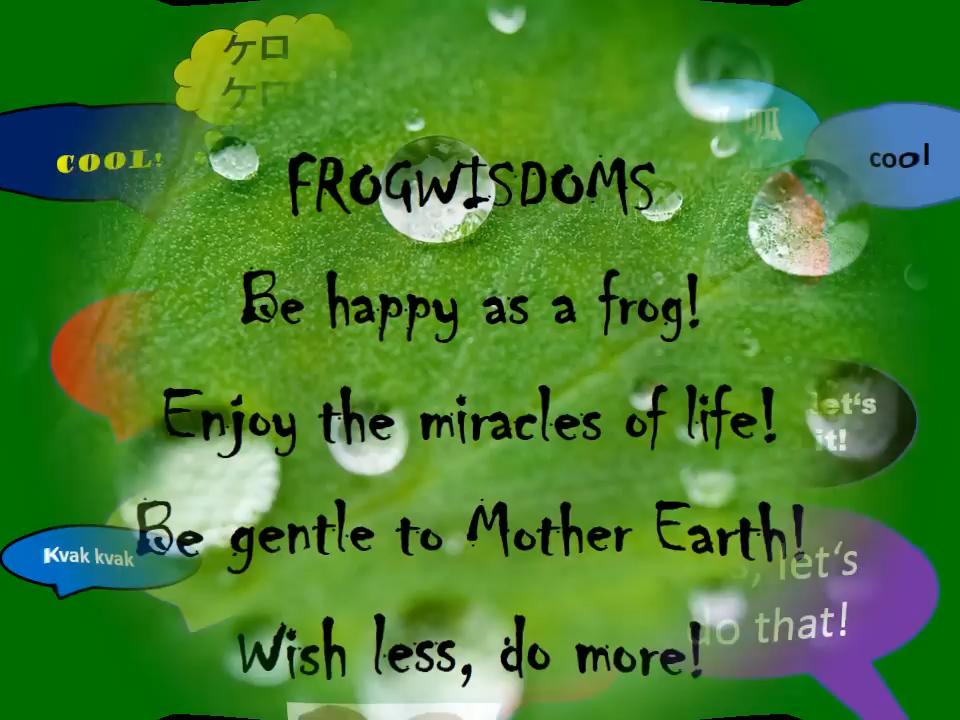 ケロ
ケロ
COOL!
呱
cool
FROGWISDOMS
Be happy as a frog!
Enjoy the miracles of life!
let's
it!
Be gentle to Mother Earth!
Kvak kvak
let's
do that!
Wish less, do more!